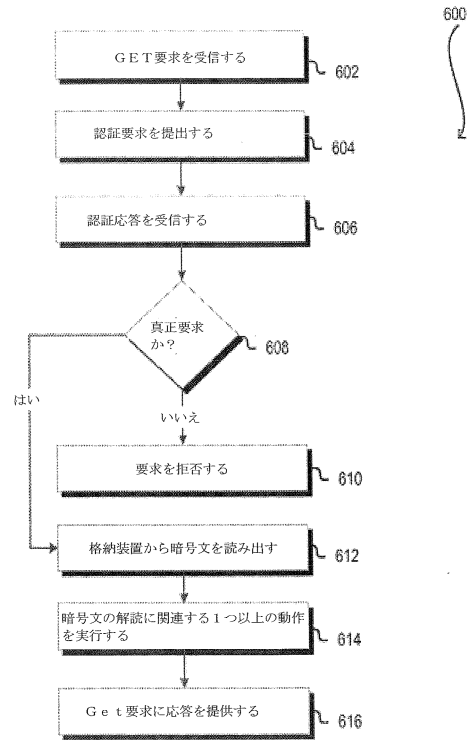 600
GET要求を受信する
602
認証要求を提出する
604
認証応答を受信する
606
真正要求
か？
608
はい
いいえ
要求を拒否する
610
格納装置から暗号文を読み出す
612
暗号文の解読に関連する１つ以上の動作
を実行する
614
Ｇｅｔ要求に応答を提供する
616